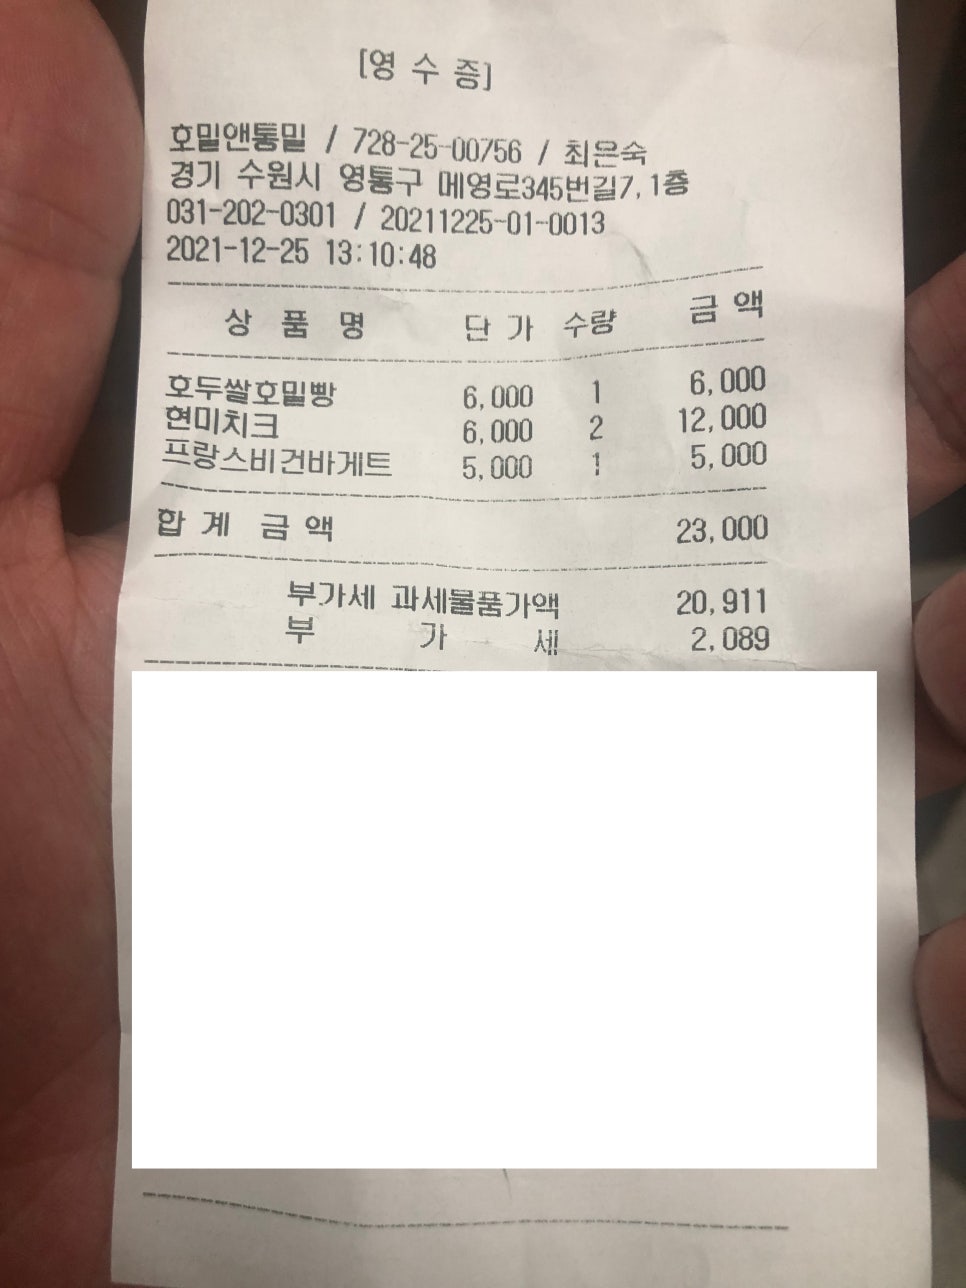 [영 수 증]
호밀앤통밀 / 728-25-00756 / 최은숙
경기 수원시 영통구 메영로345번길7, 1층
031-202-0301 / 20211225-01-0013
2021-12-25 13:10:48
상 품 명 단 가 수량 금 액
호두쌀호밀빵 6,000 1 6,000
현미치크 6,000 2 12,000
프랑스비건바게트 5,000 1 5,000
합 계 금 액 23,000
부가세 과세물품가액 20,911
부 가 세 2,089